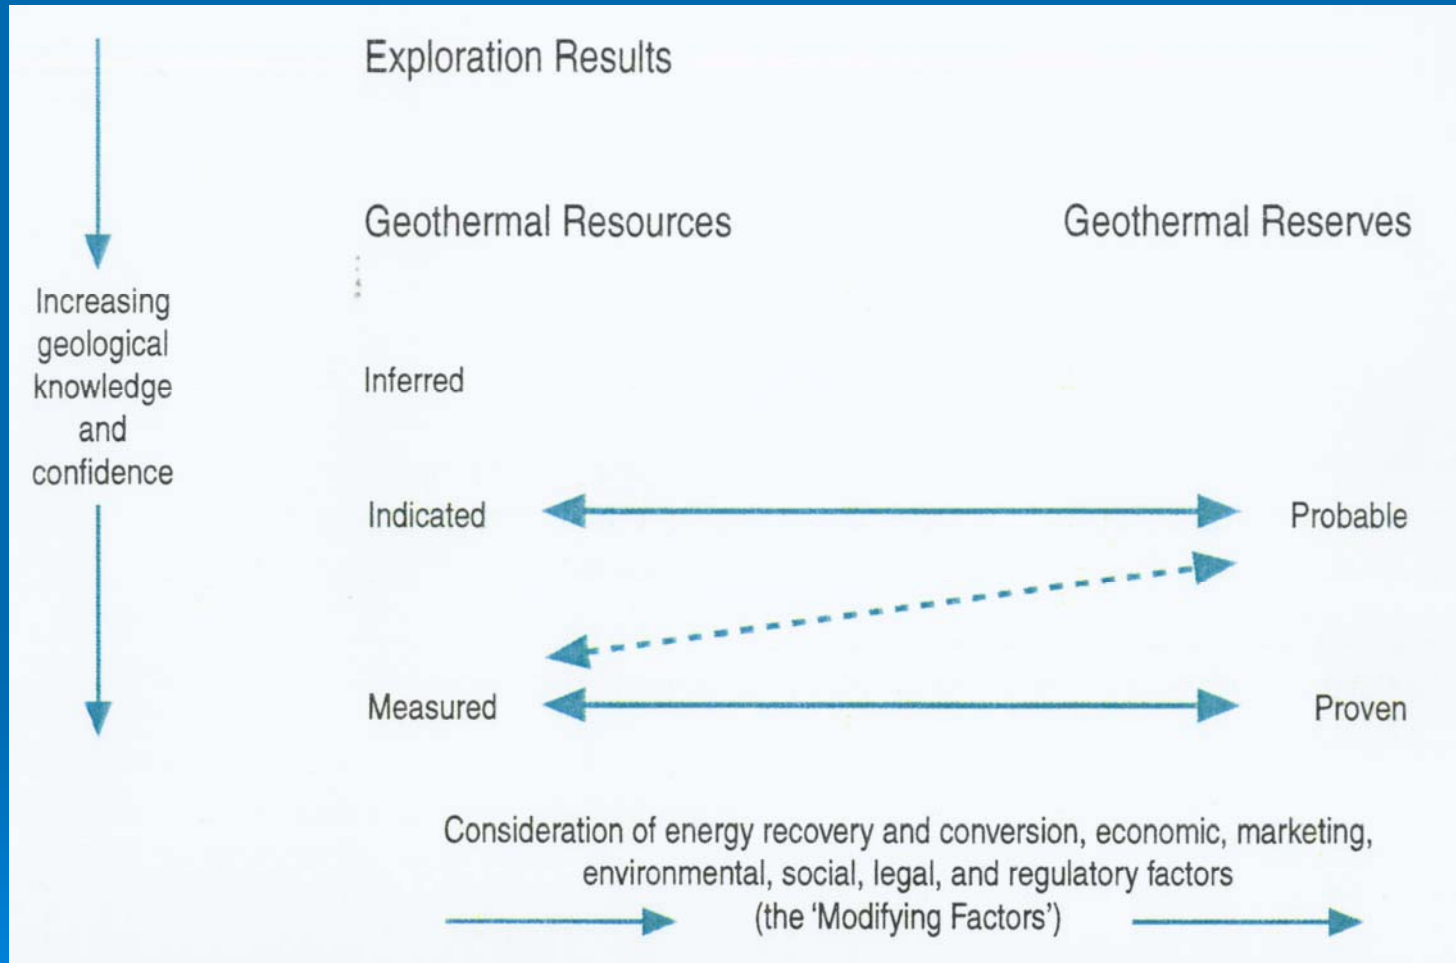 Exploration Results
Geothermal Resources
Geothermal Reserves
Increasing
geological
knowledge
and
confidence
Inferred
Indicated
Probable
Measured
Proven
Consideration of energy recovery and conversion, economic, marketing,
environmental, social, legal, and regulatory factors
(the 'Modifying Factors')